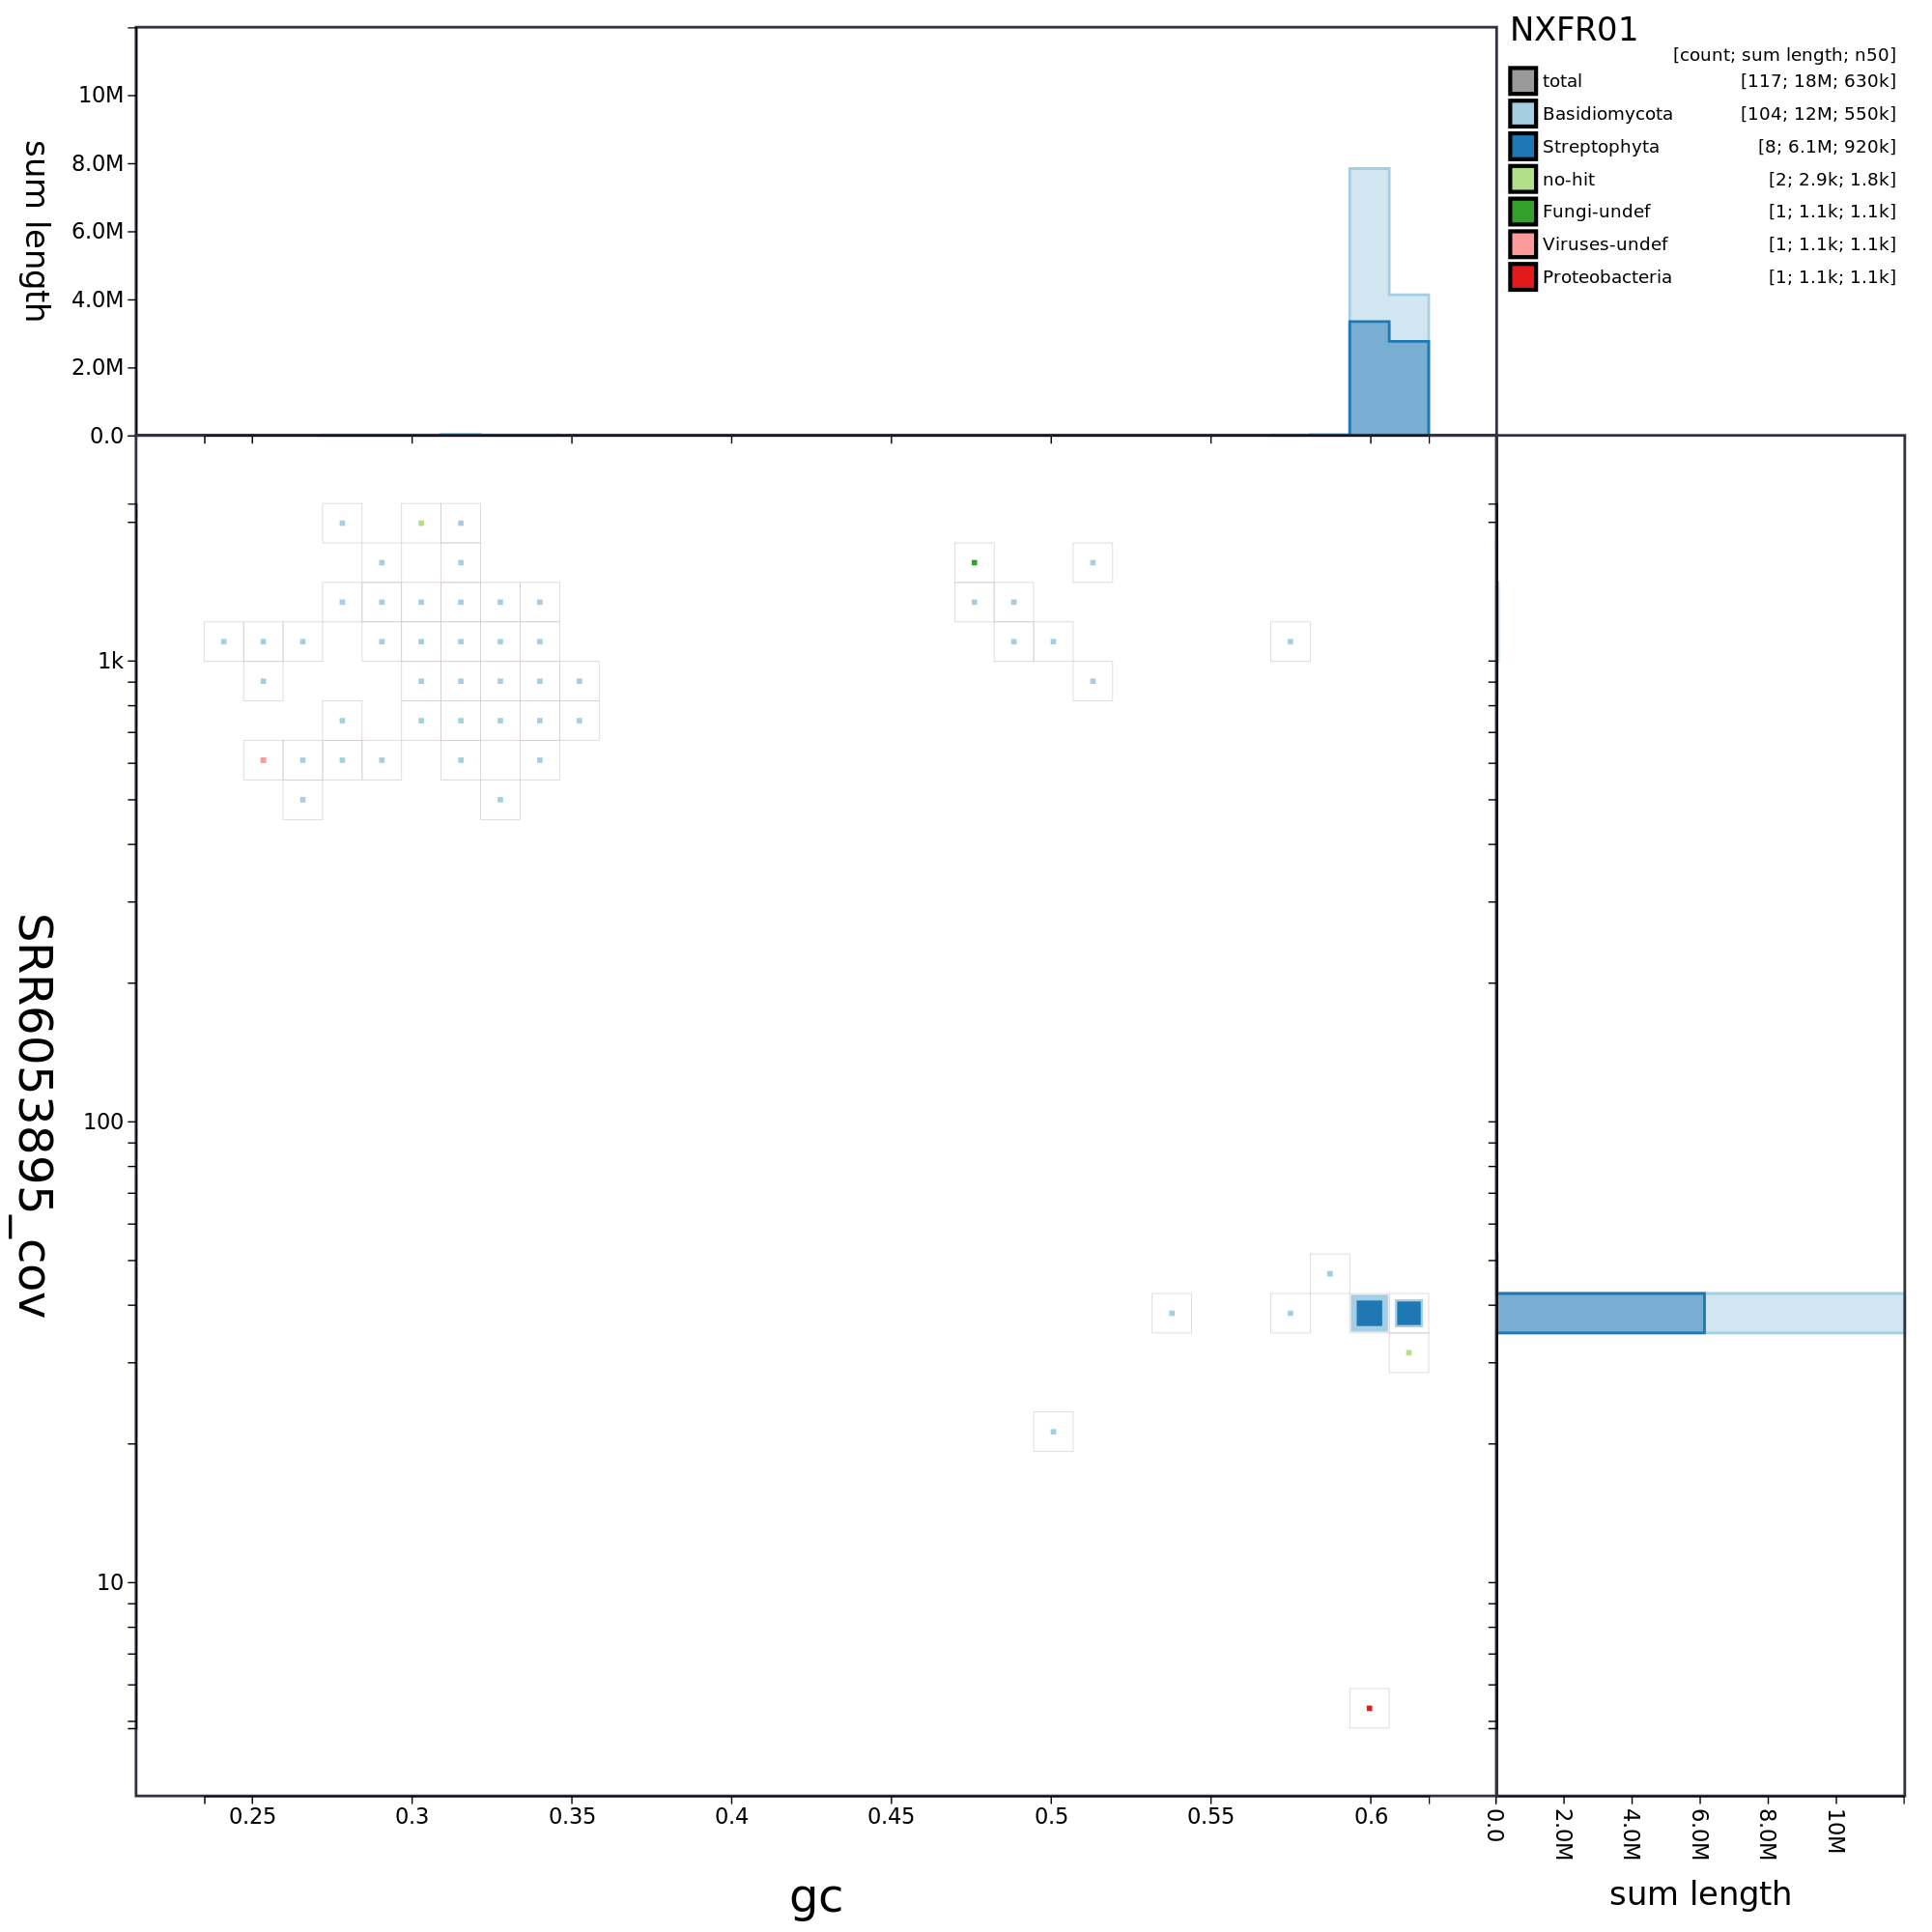 NXFR01
[count; sum length; n50]
total [117; 18M; 630k]
Basidiomycota [104; 12M; 550k]
Streptophyta [8; 6.1M; 920k]
no-hit [2; 2.9k; 1.8k]
Fungi-undef [1; 1.1k; 1.1k]
Viruses-undef [1; 1.1k; 1.1k]
Proteobacteria [1; 1.1k; 1.1k]
sum length
10M
8.0M
6.0M
4.0M
2.0M
0.0
SRR6053895_cov
1k
100
10
0.25 0.3 0.35 0.4 0.45 0.5 0.55 0.6
gc
0.0 2.0M 4.0M 6.0M 8.0M 10M
sum length